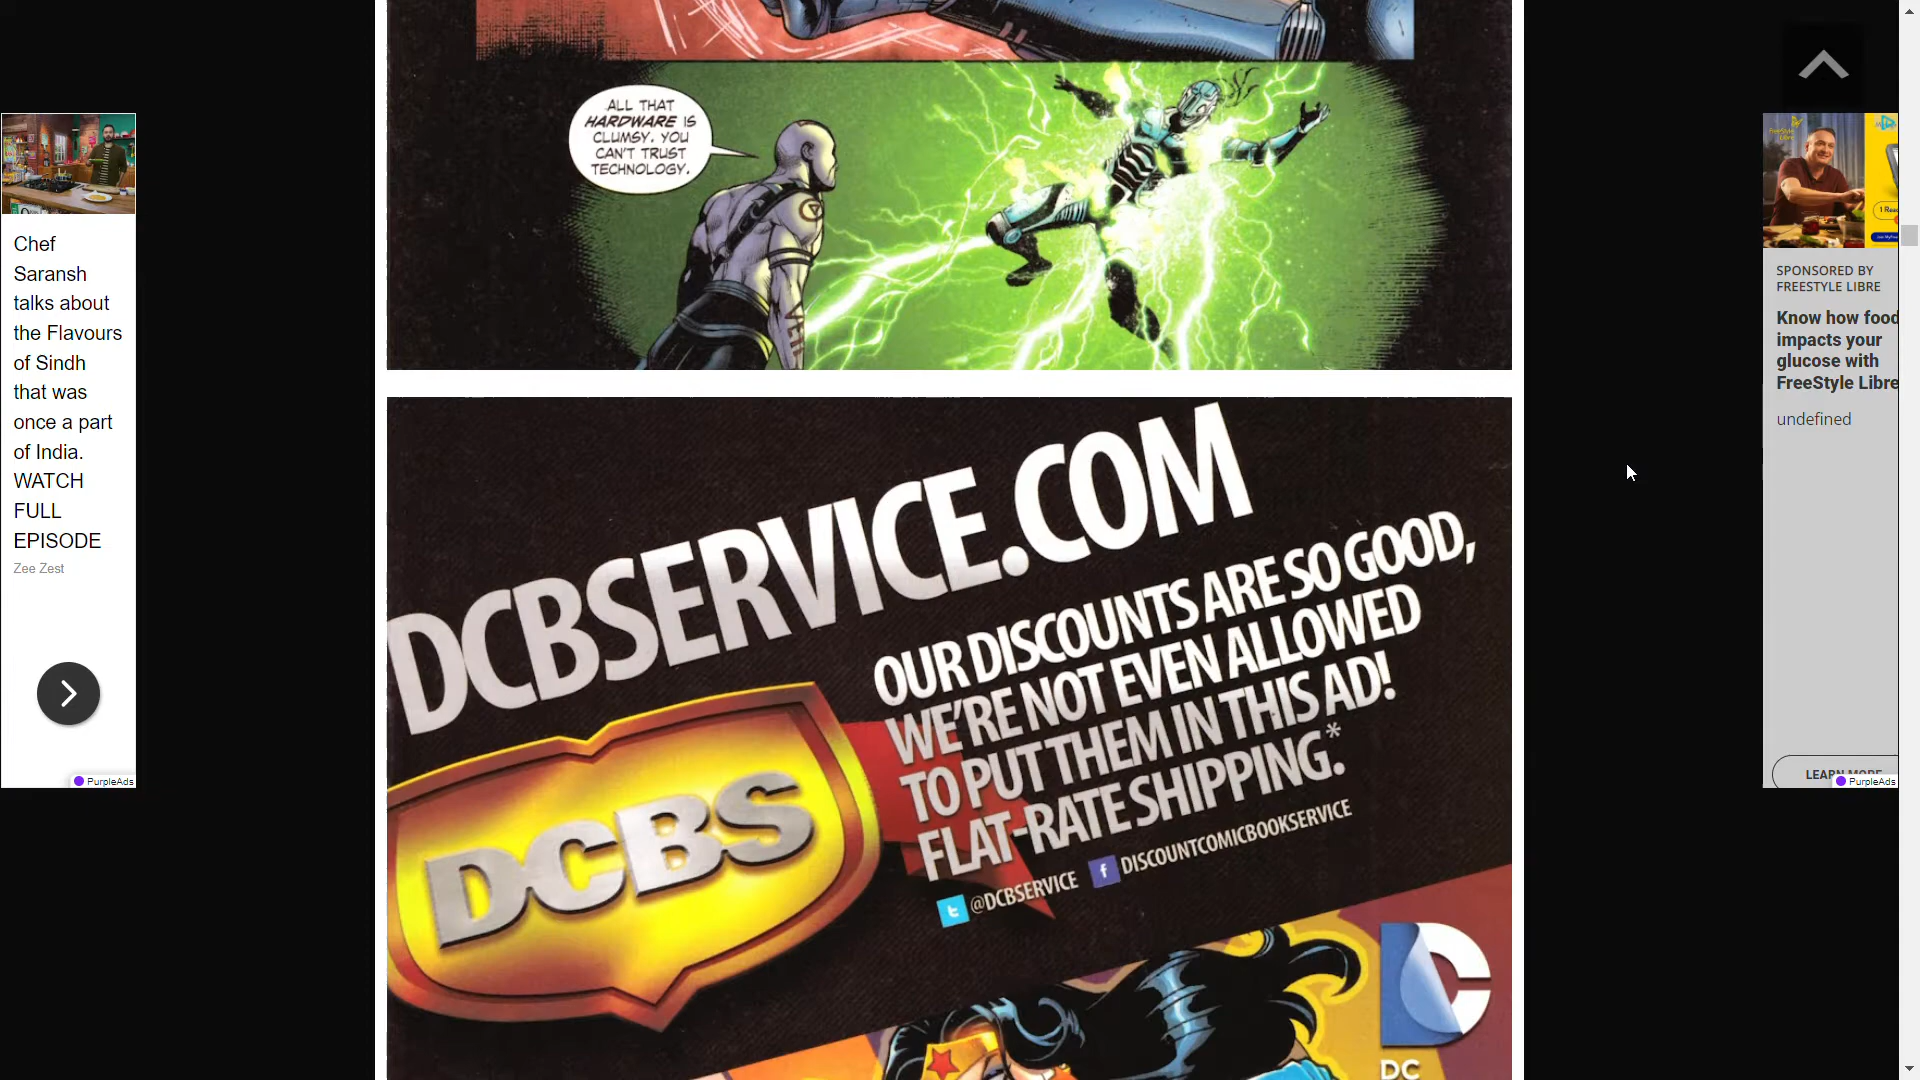 ALL THAT
HARDWARE IS
CLUMSY. YOU
CAN'T TRUST
TECHNOLOGY.
Chef
Saransh
talks about
the Flavours
of Sindh
that was
once a part
of India.
WATCH
FULL
EPISODE
Zee Zest
PurpleAds
DCBSERVICE.COM
OUR DISCOUNTS ARE SO GOOD,
WE'RE NOT EVEN ALLOWED
TO PUT THEM IN THIS AD!
FLAT-RATE SHIPPING.*
@DCBSERVICE
DISCOUNTCOMICBOOKSERVICE
DCBS
DC
SPONSORED BY
FREESTYLE LIBRE
Know how food
impacts your
glucose with
FreeStyle Libre
undefined
LEARN MORE
PurpleAds